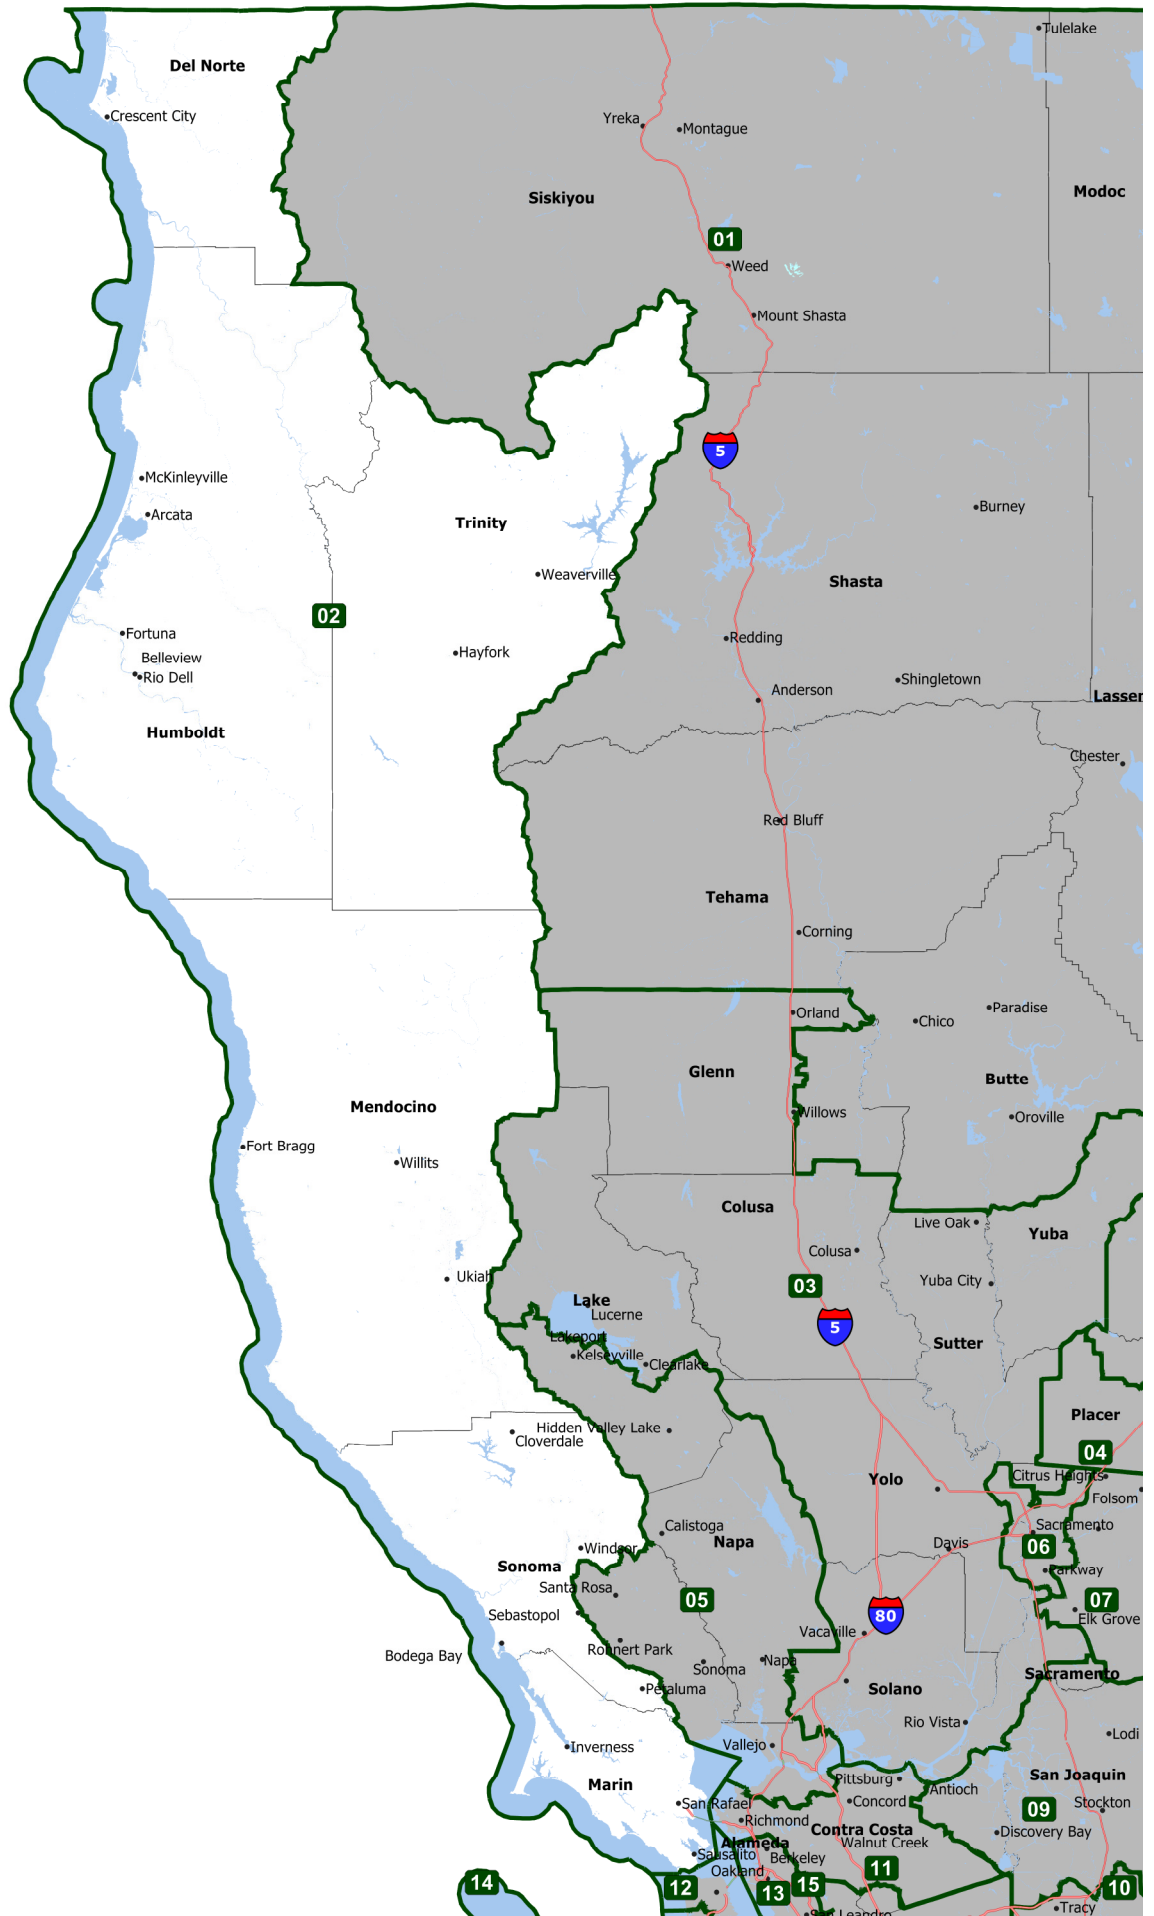 Tulelake
Del Norte
Crescent City
Yreka
Montague
Siskiyou
Modoc
01
Weed
Mount Shasta
5
McKinleyville
Arcata
Trinity
Burney
Weaverville
Shasta
02
Fortuna
Belleview
Rio Dell
Hayfork
Redding
Shingletown
Anderson
Lassen
Humboldt
Chester
Red Bluff
Tehama
Corning
Orland
Chico
Paradise
Glenn
Butte
Mendocino
Willows
Oroville
Fort Bragg
Willits
Colusa
Live Oak
Yuba
Colusa
Ukiah
03
Yuba City
Lake
Lucerne
5
Lakeport
Sutter
Kelseyville
Clearlake
Placer
Hidden Valley Lake
Cloverdale
04
Yolo
Citrus Heights
Folsom
Calistoga
Sacramento
Napa
Windsor
Davis
06
Sonoma
Parkway
Santa Rosa
05
07
Sebastopol
80
Elk Grove
Vacaville
Rohnert Park
Bodega Bay
Napa
Sonoma
Sacramento
Petaluma
Solano
Rio Vista
Lodi
Inverness
Vallejo
Marin
Pittsburg
Antioch
San Joaquin
San Rafael
Concord
Stockton
09
Richmond
Contra Costa
Discovery Bay
Alameda
Walnut Creek
Sausalito
Berkeley
Oakland
11
14
12
13
15
10
Tracy
San Leandro